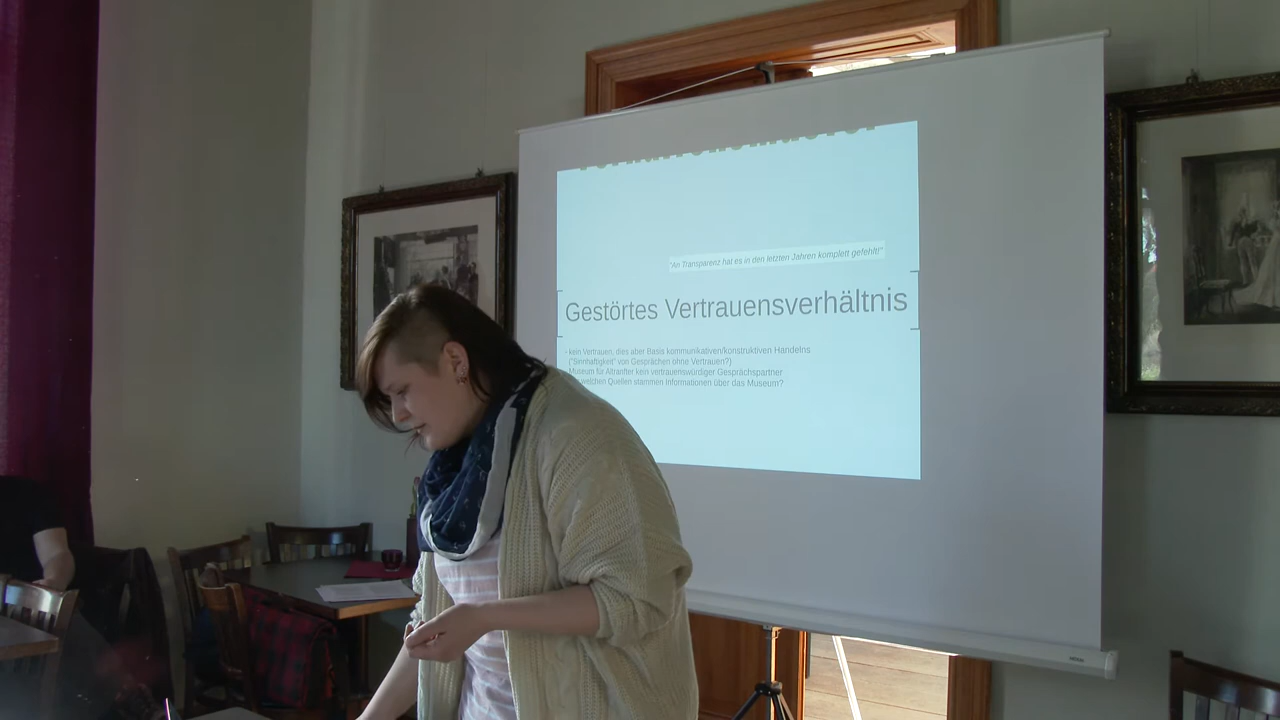 "An Transparenz hat es in den letzten Jahren komplett gefehlt!"
Gestörtes Vertrauensverhältnis
- kein Vertrauen, dies aber Basis kommunikativen/konstruktiven Handelns
("Sinnhaftigkeit" von Gesprächen ohne Vertrauen?)
Museum für Altranfter kein vertrauenswürdiger Gesprächspartner
welchen Quellen stammen Informationen über das Museum?